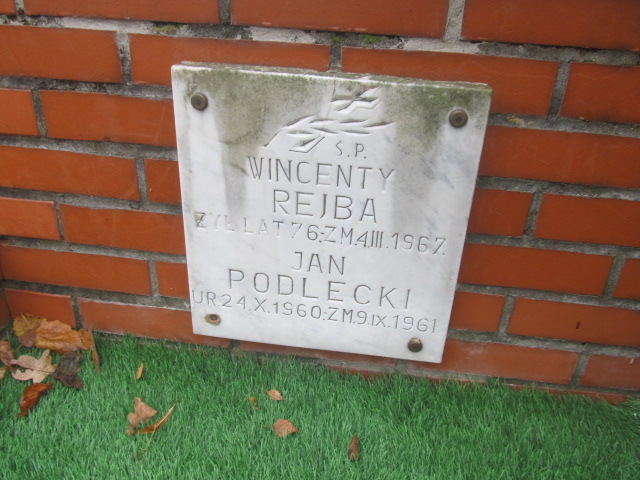 Ś.P.
WINCENTY
REJBA
ŻYŁ LAT 76. ZM.4.III.1967.
JAN
PODLECKI
UR.24.X.1960.ZM.9.IX.1961.